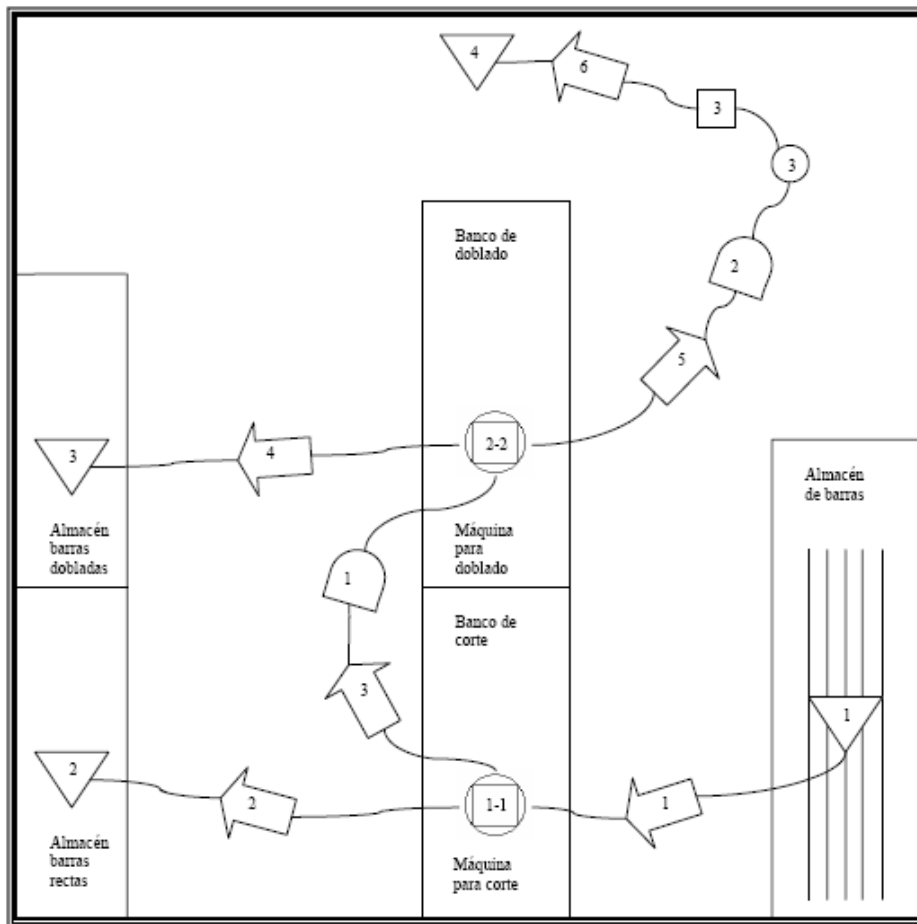 4
6
3
3
Banco de
doblado
2
5
3
4
2-2
Almacén
de barras
Almacén
barras
dobladas
Máquina
para
doblado
1
Banco de
corte
3
1
2
2
1-1
1
Almacén
barras
rectas
Máquina
para corte